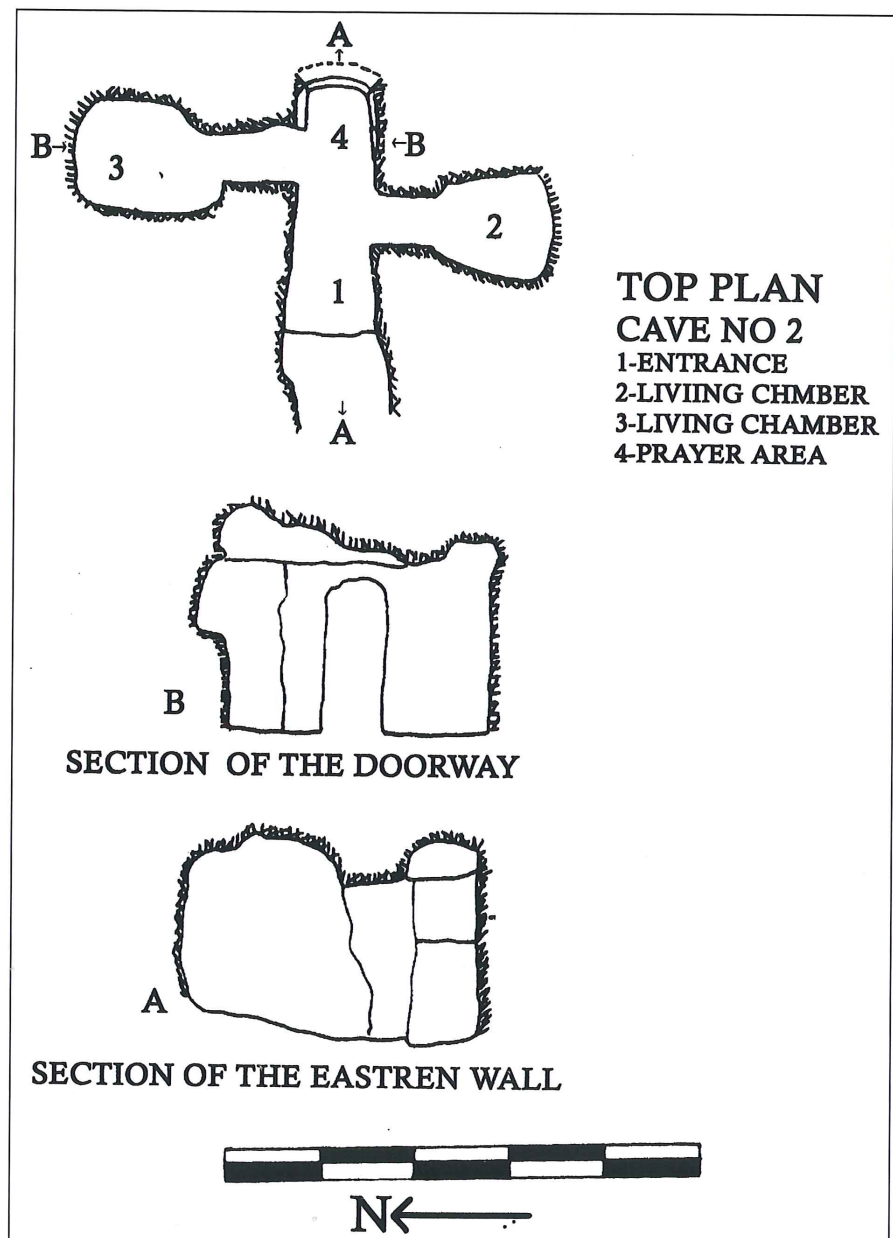 A
B
3
4
B
2
1
A
TOP PLAN
CAVE NO 2
1-ENTRANCE
2-LIVIING CHMBER
3-LIVING CHAMBER
4-PRAYER AREA
B
SECTION OF THE DOORWAY
A
SECTION OF THE EASTREN WALL
N